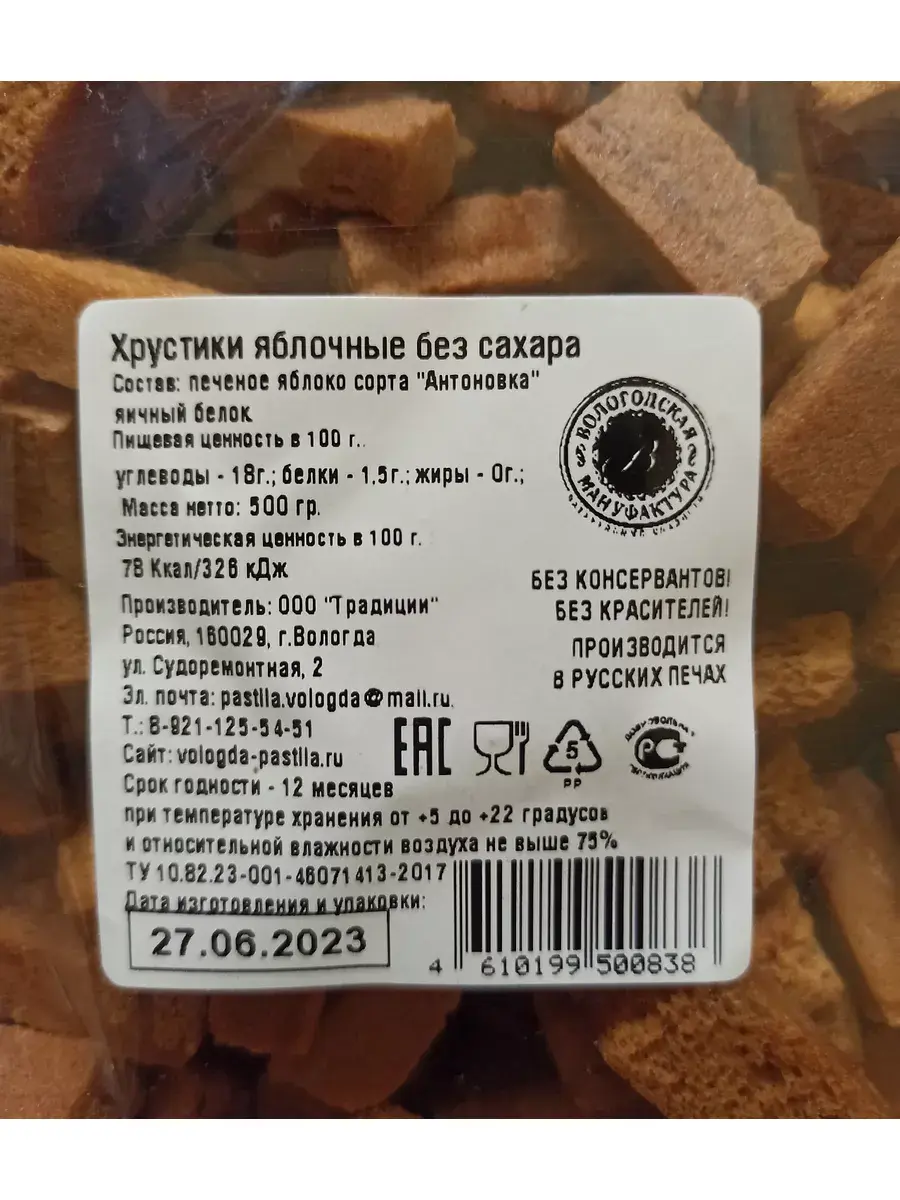 Хрустики яблочные без сахара
Состав: печеное яблоко сорта "Антоновка"
яичный белок
Пищевая ценность в 100 г..
углеводы - 18г.; белки - 1,5г.; жиры - 0г.;
Масса нетто: 500 гр.
Энергетическая ценность в 100 г.
78 Ккал/326 кДж
Производитель: ООО "Традиции"
Россия, 160029, г.Вологда
ул. Судоремонтная, 2
Эл. почта: pastila.vologda@mail.ru.
Т.: 8-921-125-54-51
Сайт: vologda-pastila.ru
Срок годности - 12 месяцев
при температуре хранения от +5 до +22 градусов
и относительной влажности воздуха не выше 75%
ТУ 10.82.23-001-46071413-2017
Дата изготовления и упаковки:
27.06.2023
ВОЛОГОДСКАЯ
В
МАНУФАКТУРА
БЕЗ КОНСЕРВАНТОВ!
БЕЗ КРАСИТЕЛЕЙ!
ПРОИЗВОДИТСЯ
В РУССКИХ ПЕЧАХ
EAC
5
PP
РСТ
4 610199 500838